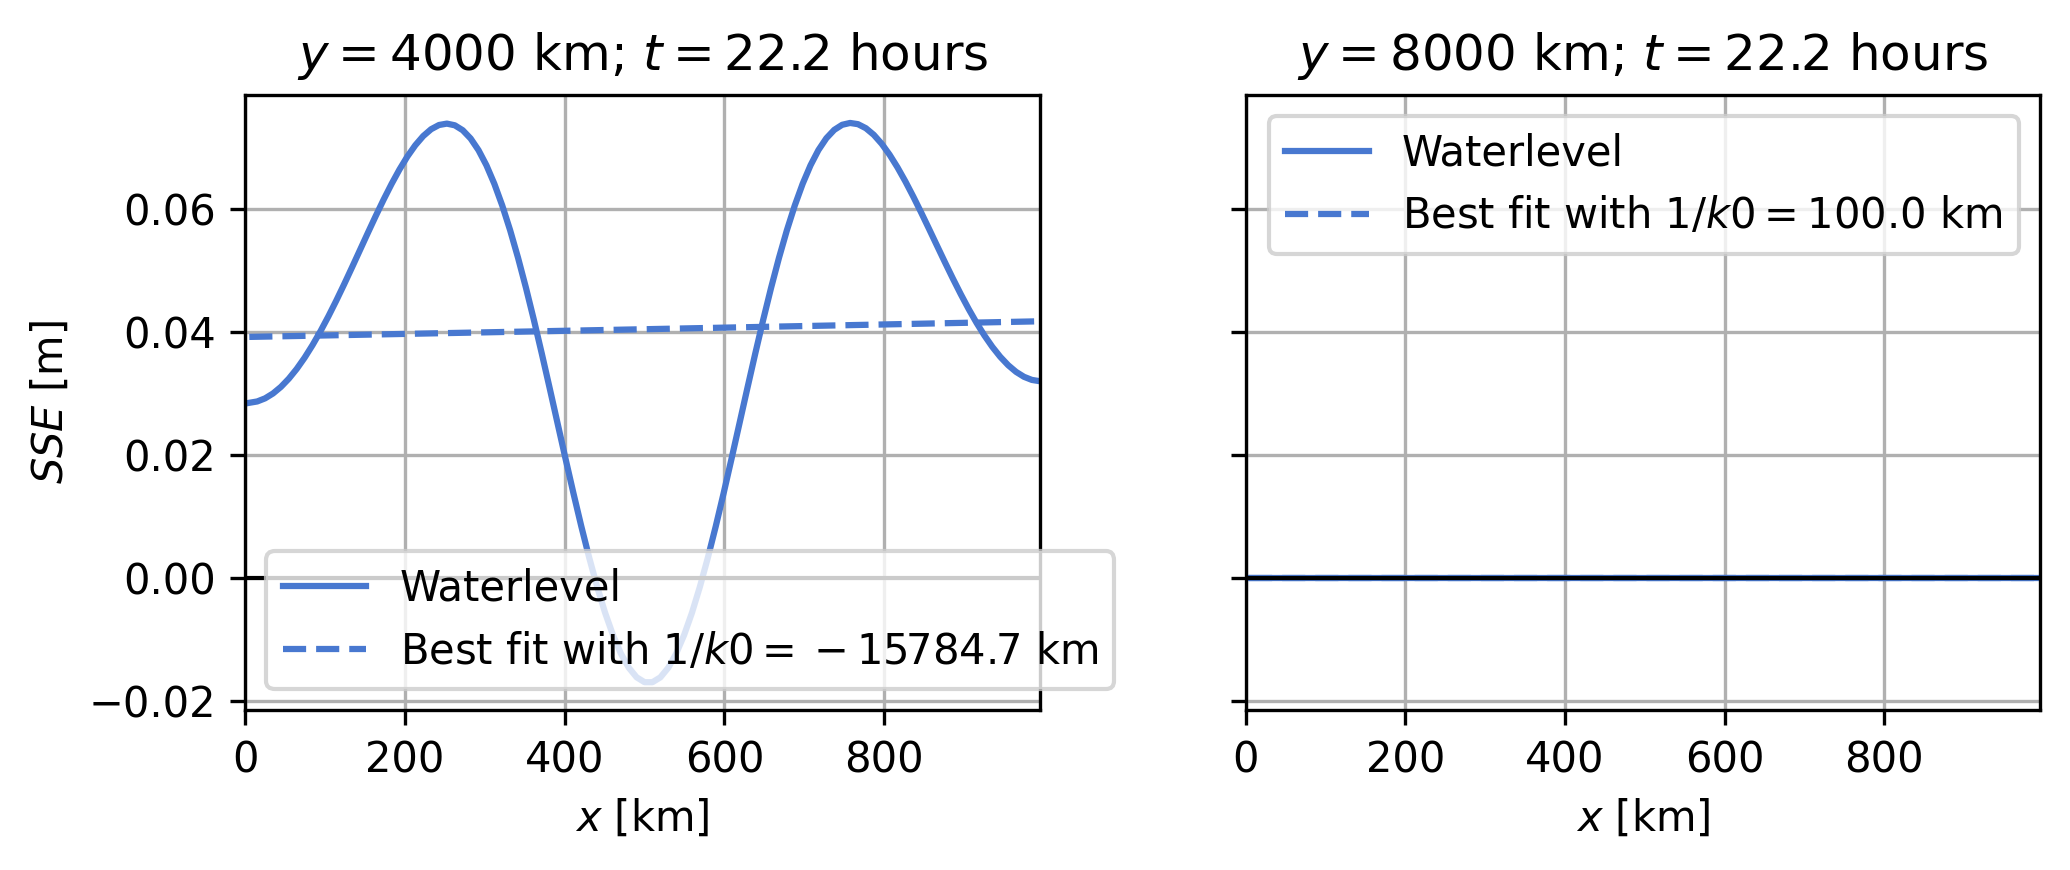 y = 4000 km; t = 22.2 hours
SSE [m]
0.06
0.04
0.02
0.00
−0.02
Waterlevel
Best fit with 1/k0 = −15784.7 km
0 200 400 600 800
x [km]
y = 8000 km; t = 22.2 hours
Waterlevel
Best fit with 1/k0 = 100.0 km
0 200 400 600 800
x [km]